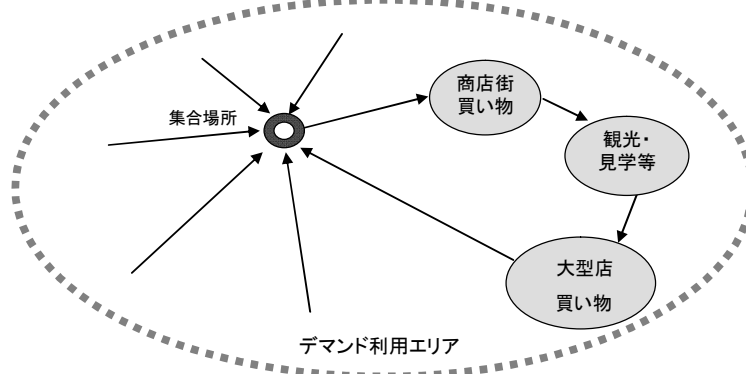 商店街
買い物
集合場所
観光・
見学等
大型店
買い物
デマンド利用エリア